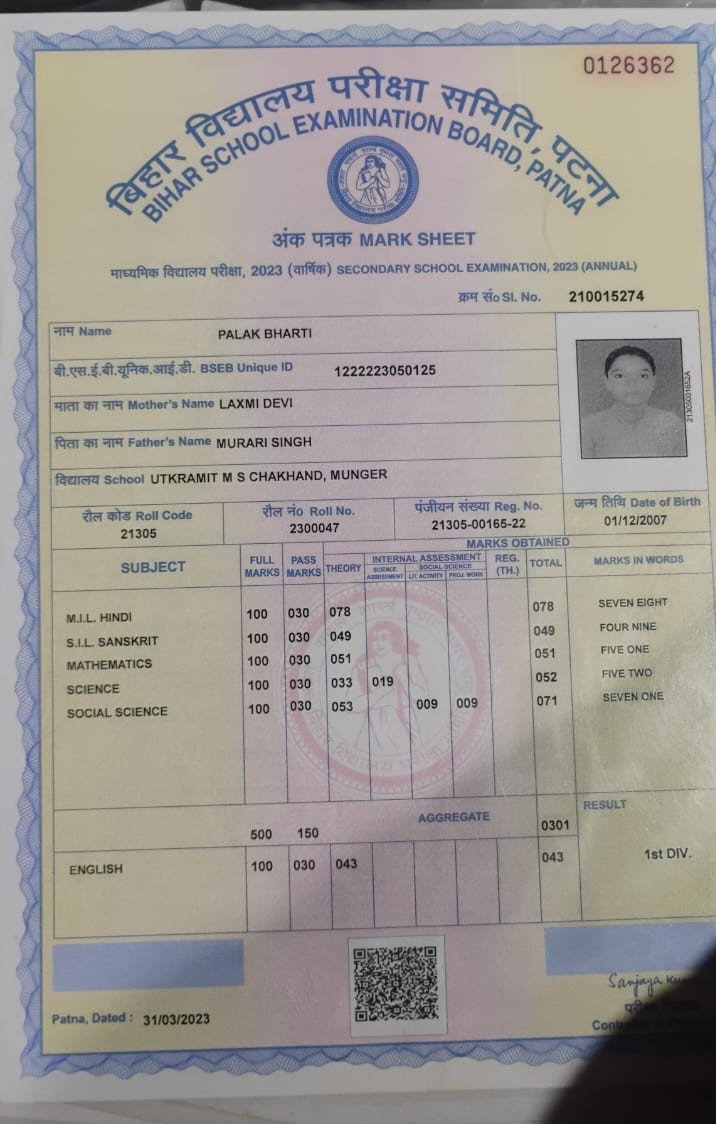 0126362
बिहार विद्यालय परीक्षा समिति, पटना
BIHAR SCHOOL EXAMINATION BOARD, PATNA
अंक पत्रक MARK SHEET
माध्यमिक विद्यालय परीक्षा, 2023 (वार्षिक) SECONDARY SCHOOL EXAMINATION, 2023 (ANNUAL)
क्रम सं० Sl. No. 210015274
नाम Name PALAK BHARTI
बी.एस.ई.बी.यूनिक.आई.डी. BSEB Unique ID 1222223050125
माता का नाम Mother's Name LAXMI DEVI
पिता का नाम Father's Name MURARI SINGH
विद्यालय School UTKRAMIT M S CHAKHAND, MUNGER
21305001652A
रौल कोड Roll Code रौल नं० Roll No. पंजीयन संख्या Reg. No. जन्म तिथि Date of Birth
21305 2300047 21305-00165-22 01/12/2007
MARKS OBTAINED
SUBJECT FULL MARKS PASS MARKS THEORY INTERNAL ASSESSMENT REG. (TH.) TOTAL MARKS IN WORDS
SCIENCE ASSESSMENT SOCIAL SCIENCE
LIT. ACTIVITY PROJ. WORK
M.I.L. HINDI 100 030 078 078 SEVEN EIGHT
S.I.L. SANSKRIT 100 030 049 049 FOUR NINE
MATHEMATICS 100 030 051 051 FIVE ONE
SCIENCE 100 030 033 019 052 FIVE TWO
SOCIAL SCIENCE 100 030 053 009 009 071 SEVEN ONE
RESULT
500 150 AGGREGATE 0301
ENGLISH 100 030 043 043 1st DIV.
Sanjaya
Patna, Dated : 31/03/2023